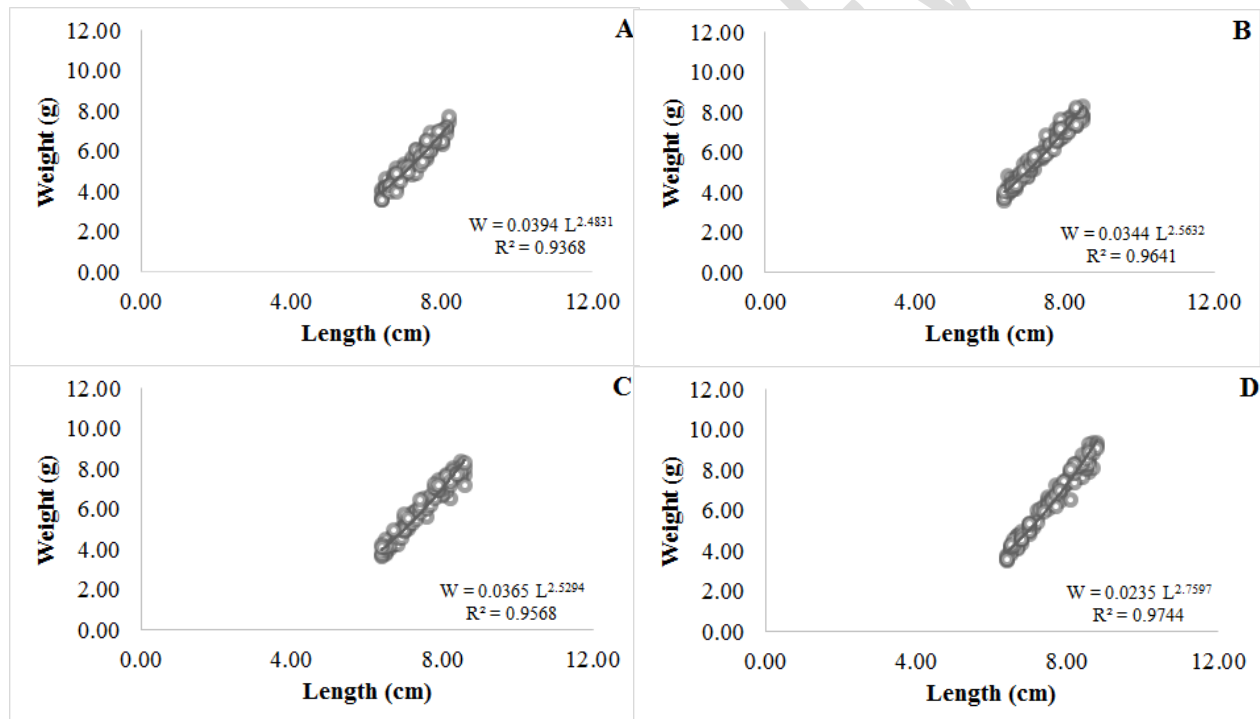 A
12.00
10.00
8.00
6.00
4.00
2.00
0.00
Weight (g)
W = 0.0394 L^2.4831
R² = 0.9368
0.00 4.00 8.00 12.00
Length (cm)
B
12.00
10.00
8.00
6.00
4.00
2.00
0.00
Weight (g)
W = 0.0344 L^2.5632
R² = 0.9641
0.00 4.00 8.00 12.00
Length (cm)
C
12.00
10.00
8.00
6.00
4.00
2.00
0.00
Weight (g)
W = 0.0365 L^2.5294
R² = 0.9568
0.00 4.00 8.00 12.00
Length (cm)
D
12.00
10.00
8.00
6.00
4.00
2.00
0.00
Weight (g)
W = 0.0235 L^2.7597
R² = 0.9744
0.00 4.00 8.00 12.00
Length (cm)